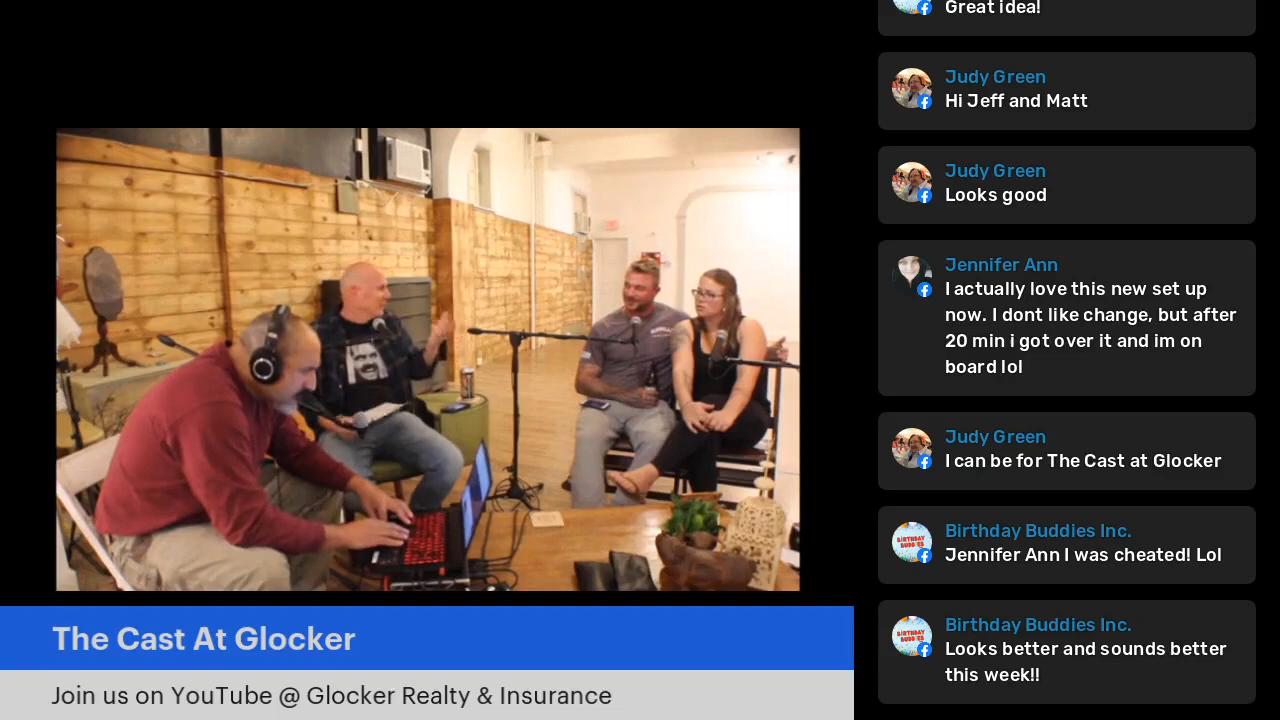 Great idea!
Judy Green
Hi Jeff and Matt
Judy Green
Looks good
Jennifer Ann
I actually love this new set up
now. I dont like change, but after
20 min i got over it and im on
board lol
Judy Green
I can be for The Cast at Glocker
Birthday Buddies Inc.
Jennifer Ann I was cheated! Lol
Birthday Buddies Inc.
Looks better and sounds better
this week!!
The Cast At Glocker
Join us on YouTube @ Glocker Realty & Insurance